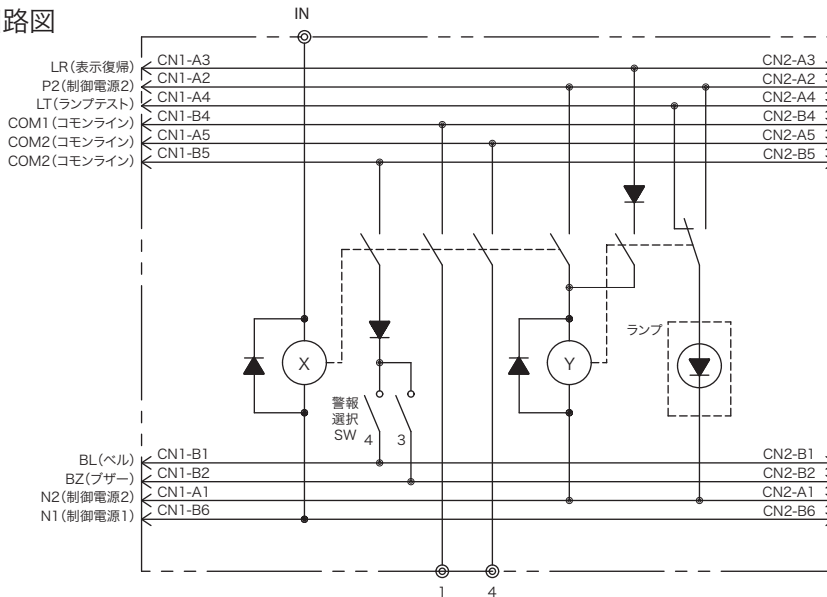 路図
IN
LR(表示復帰) CN1-A3 CN2-A3
P2(制御電源2) CN1-A2 CN2-A2
LT(ランプテスト) CN1-A4 CN2-A4
COM1(コモンライン) CN1-B4 CN2-B4
COM2(コモンライン) CN1-A5 CN2-A5
COM2(コモンライン) CN1-B5 CN2-B5
ランプ
X Y
警報
選択
SW 4 3
BL(ベル) CN1-B1 CN2-B1
BZ(ブザー) CN1-B2 CN2-B2
N2(制御電源2) CN1-A1 CN2-A1
N1(制御電源1) CN1-B6 CN2-B6
1 4